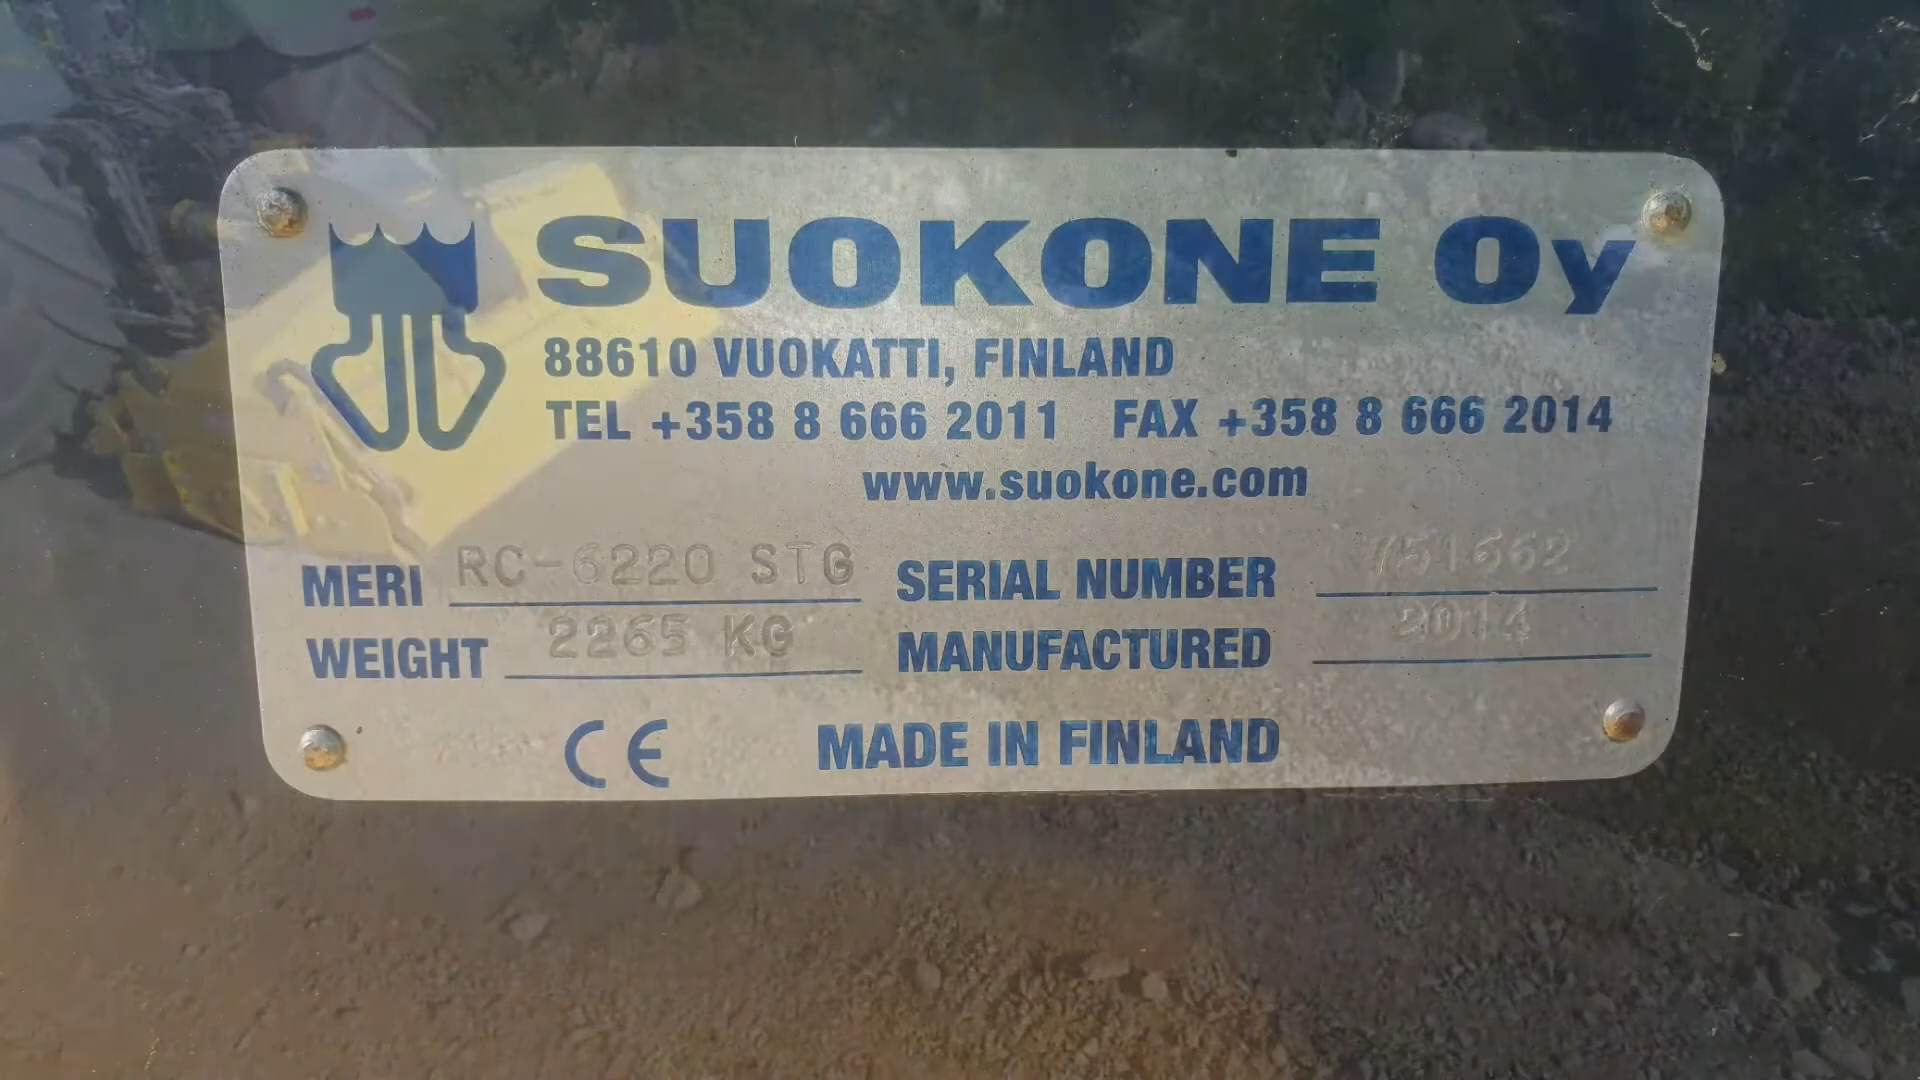 SUOKONE Oy
88610 VUOKATTI, FINLAND
TEL +358 8 666 2011 FAX +358 8 666 2014
www.suokone.com
MERI RC-6220 STG SERIAL NUMBER 751662
WEIGHT 2265 KG MANUFACTURED 2014
CE MADE IN FINLAND